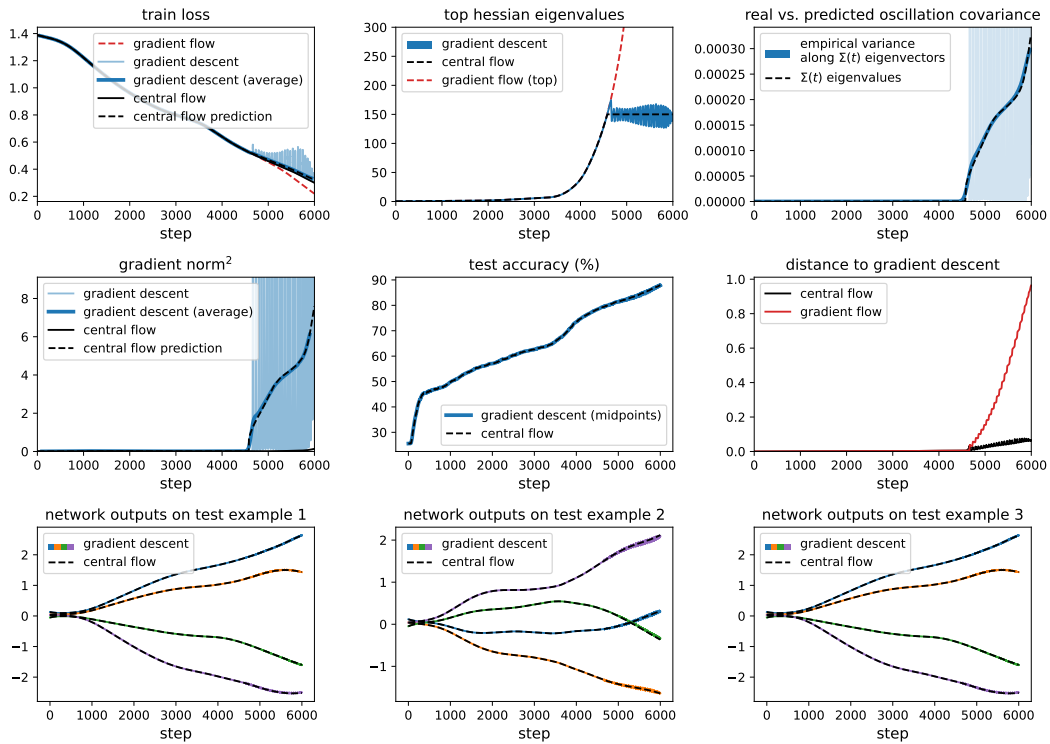 train loss
1.4
1.2
1.0
0.8
0.6
0.4
0.2
gradient flow
gradient descent
gradient descent (average)
central flow
central flow prediction
0 1000 2000 3000 4000 5000 6000
step
top hessian eigenvalues
300
250
200
150
100
50
0
gradient descent
central flow
gradient flow (top)
0 1000 2000 3000 4000 5000 6000
step
real vs. predicted oscillation covariance
0.00030
0.00025
0.00020
0.00015
0.00010
0.00005
0.00000
empirical variance
along Σ(t) eigenvectors
Σ(t) eigenvalues
0 1000 2000 3000 4000 5000 6000
step
gradient norm²
8
6
4
2
0
gradient descent
gradient descent (average)
central flow
central flow prediction
0 1000 2000 3000 4000 5000 6000
step
test accuracy (%)
90
80
70
60
50
40
30
gradient descent (midpoints)
central flow
0 1000 2000 3000 4000 5000 6000
step
distance to gradient descent
1.0
0.8
0.6
0.4
0.2
0.0
central flow
gradient flow
0 1000 2000 3000 4000 5000 6000
step
network outputs on test example 1
2
1
0
−1
−2
gradient descent
central flow
0 1000 2000 3000 4000 5000 6000
step
network outputs on test example 2
2
1
0
−1
gradient descent
central flow
0 1000 2000 3000 4000 5000 6000
step
network outputs on test example 3
2
1
0
−1
−2
gradient descent
central flow
0 1000 2000 3000 4000 5000 6000
step